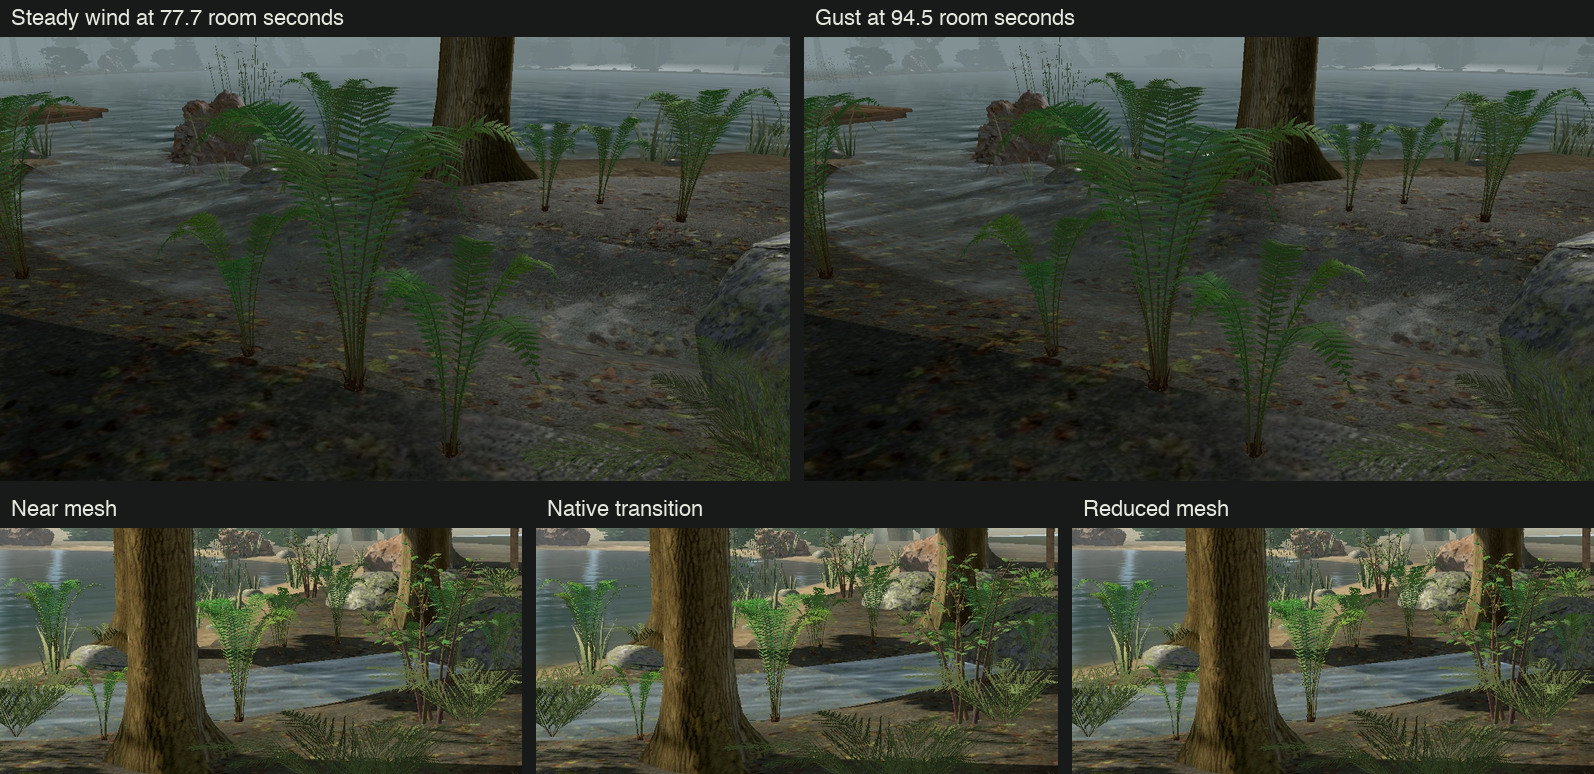 Steady wind at 77.7 room seconds
Gust at 94.5 room seconds
Near mesh
Native transition
Reduced mesh